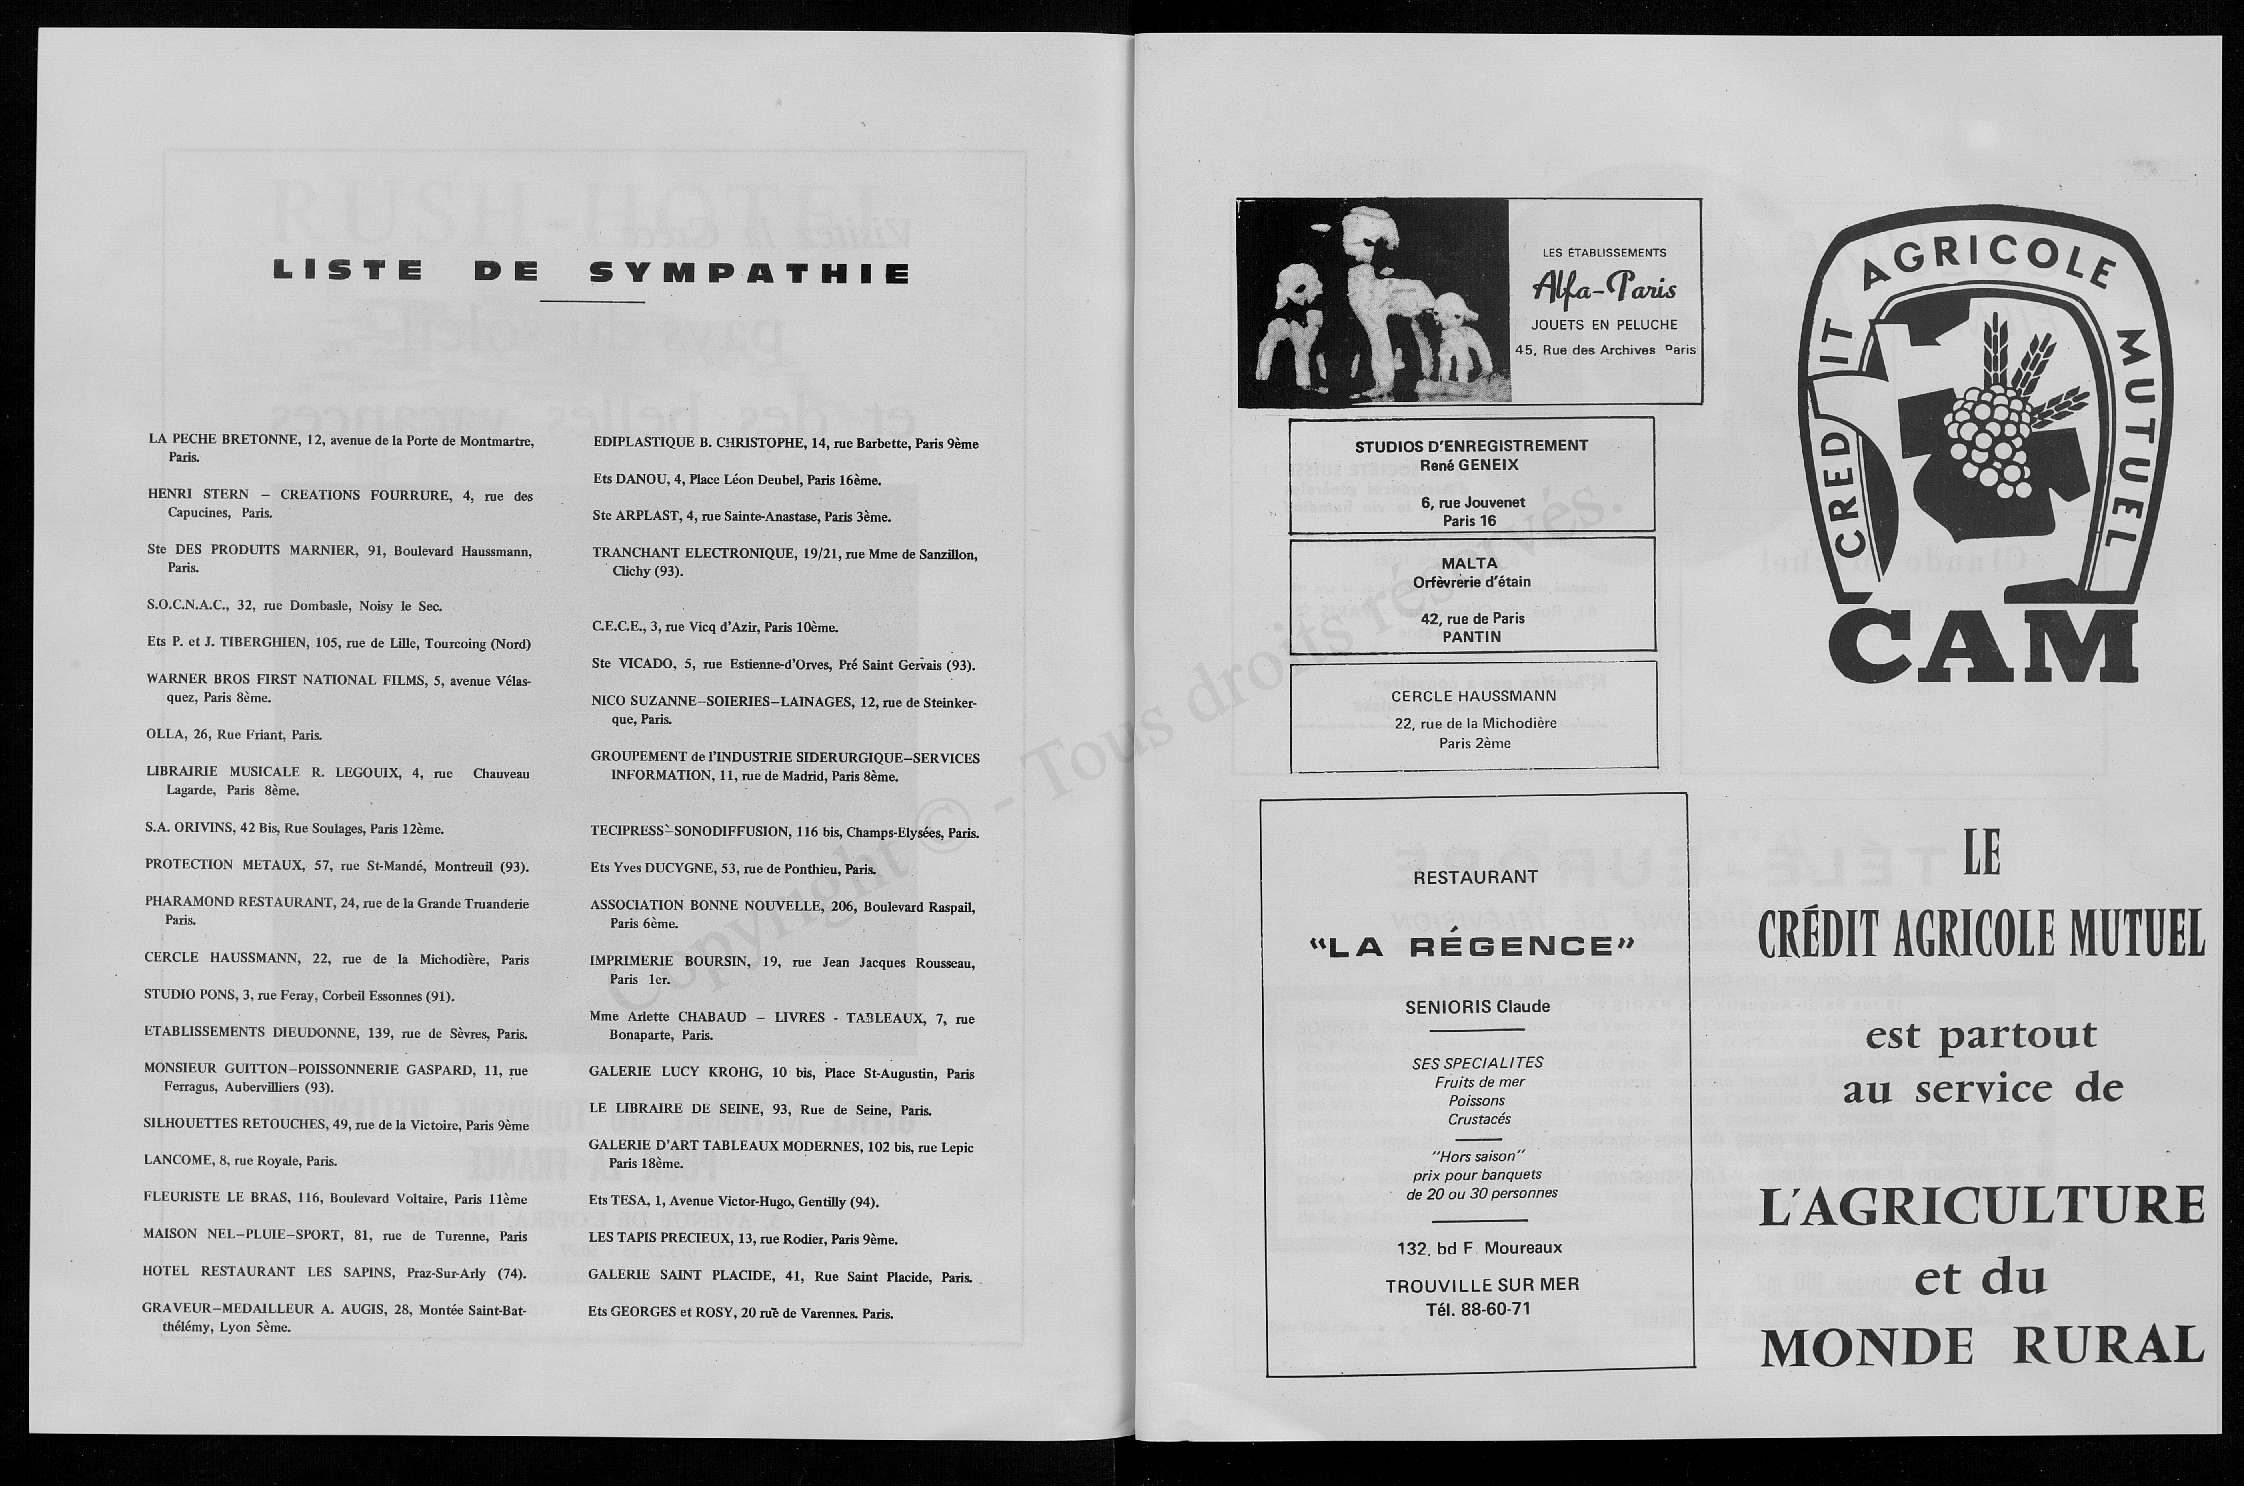 LISTE DE SYMPATHIE
LA PECHE BRETONNE, 12, avenue de la Porte de Montmartre,
Paris.
HENRI STERN – CREATIONS FOURRURE, 4, rue des
Capucines, Paris.
Ste DES PRODUITS MARNIER, 91, Boulevard Haussmann,
Paris.
S.O.C.N.A.C., 32, rue Dombasle, Noisy le Sec.
Ets P. et J. TIBERGHIEN, 105, rue de Lille, Tourcoing (Nord)
WARNER BROS FIRST NATIONAL FILMS, 5, avenue Vélas-
quez, Paris 8ème.
OLLA, 26, Rue Friant, Paris.
LIBRAIRIE MUSICALE R. LEGOUIX, 4, rue Chauveau
Lagarde, Paris 8ème.
S.A. ORIVINS, 42 Bis, Rue Soulages, Paris 12ème.
PROTECTION METAUX, 57, rue St-Mandé, Montreuil (93).
PHARAMOND RESTAURANT, 24, rue de la Grande Truanderie
Paris.
CERCLE HAUSSMANN, 22, rue de la Michodière, Paris
STUDIO PONS, 3, rue Feray, Corbeil Essonnes (91).
ETABLISSEMENTS DIEUDONNE, 139, rue de Sèvres, Paris.
MONSIEUR GUITTON–POISSONNERIE GASPARD, 11, rue
Ferragus, Aubervilliers (93).
SILHOUETTES RETOUCHES, 49, rue de la Victoire, Paris 9ème
LANCOME, 8, rue Royale, Paris.
FLEURISTE LE BRAS, 116, Boulevard Voltaire, Paris 11ème
MAISON NEL–PLUIE–SPORT, 81, rue de Turenne, Paris
HOTEL RESTAURANT LES SAPINS, Praz-Sur-Arly (74).
GRAVEUR–MEDAILLEUR A. AUGIS, 28, Montée Saint-Bat-
thélémy, Lyon 5ème.
EDIPLASTIQUE B. CHRISTOPHE, 14, rue Barbette, Paris 9ème
Ets DANOU, 4, Place Léon Deubel, Paris 16ème.
Ste ARPLAST, 4, rue Sainte-Anastase, Paris 3ème.
TRANCHANT ELECTRONIQUE, 19/21, rue Mme de Sanzillon,
Clichy (93).
C.E.C.E., 3, rue Vicq d'Azir, Paris 10ème.
Ste VICADO, 5, rue Estienne-d'Orves, Pré Saint Gervais (93).
NICO SUZANNE–SOIERIES–LAINAGES, 12, rue de Steinker-
que, Paris.
GROUPEMENT de l'INDUSTRIE SIDERURGIQUE–SERVICES
INFORMATION, 11, rue de Madrid, Paris 8ème.
TECIPRESS–SONODIFFUSION, 116 bis, Champs-Elysées, Paris.
Ets Yves DUCYGNE, 53, rue de Ponthieu, Paris.
ASSOCIATION BONNE NOUVELLE, 206, Boulevard Raspail,
Paris 6ème.
IMPRIMERIE BOURSIN, 19, rue Jean Jacques Rousseau,
Paris 1er.
Mme Arlette CHABAUD – LIVRES - TABLEAUX, 7, rue
Bonaparte, Paris.
GALERIE LUCY KROHG, 10 bis, Place St-Augustin, Paris
LE LIBRAIRE DE SEINE, 93, Rue de Seine, Paris.
GALERIE D'ART TABLEAUX MODERNES, 102 bis, rue Lepic
Paris 18ème.
Ets TESA, 1, Avenue Victor-Hugo, Gentilly (94).
LES TAPIS PRECIEUX, 13, rue Rodier, Paris 9ème.
GALERIE SAINT PLACIDE, 41, Rue Saint Placide, Paris.
Ets GEORGES et ROSY, 20 rue de Varennes. Paris.
Copyright © - Tous droits réservés.
LES ÉTABLISSEMENTS
Alfa-Paris
JOUETS EN PELUCHE
45, Rue des Archives Paris
STUDIOS D'ENREGISTREMENT
René GENEIX
6, rue Jouvenet
Paris 16
MALTA
Orfèvrerie d'étain
42, rue de Paris
PANTIN
CERCLE HAUSSMANN
22, rue de la Michodière
Paris 2ème
RESTAURANT
"LA RÉGENCE"
SENIORIS Claude
SES SPECIALITES
Fruits de mer
Poissons
Crustacés
"Hors saison"
prix pour banquets
de 20 ou 30 personnes
132, bd F. Moureaux
TROUVILLE SUR MER
Tél. 88-60-71
CREDIT AGRICOLE MUTUEL
CAM
LE
CRÉDIT AGRICOLE MUTUEL
est partout
au service de
L'AGRICULTURE
et du
MONDE RURAL